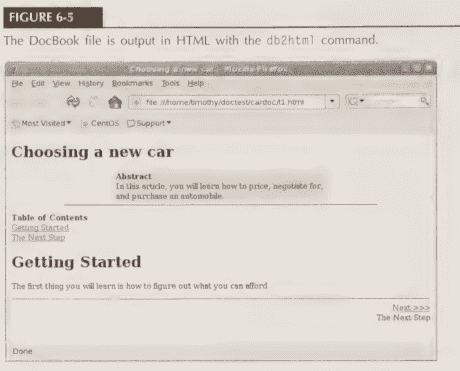 FIGURE 6-5
The DocBook file is output in HTML with the db2html command.
Choosing a new car - Mozilla Firefox
File Edit View History Bookmarks Tools Help
file:///home/timothy/doctest/cardoc/t1.html
Most Visited CentOS Support
Choosing a new car
Abstract
In this article, you will learn how to price, negotiate for,
and purchase an automobile.
Table of Contents
Getting Started
The Next Step
Getting Started
The first thing you will learn is how to figure out what you can afford
Next >>>
The Next Step
Done